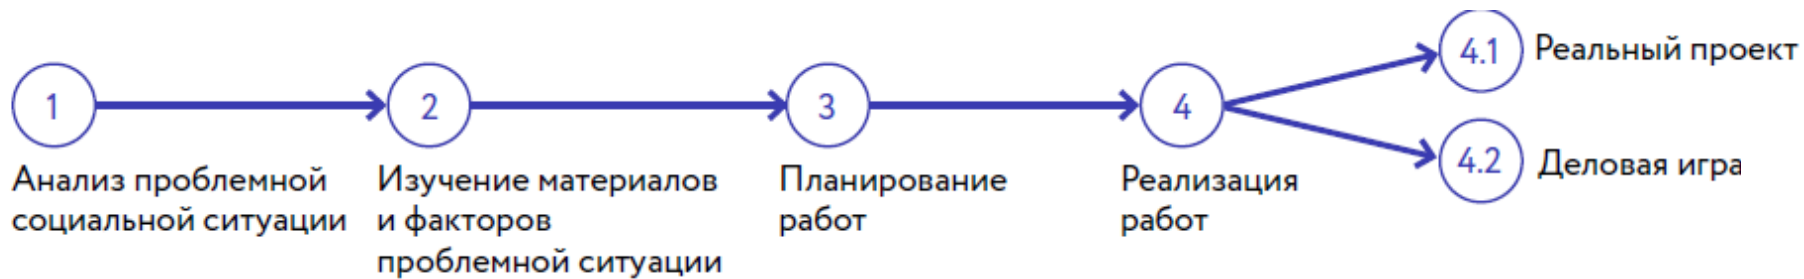 1
Анализ проблемной
социальной ситуации
2
Изучение материалов
и факторов
проблемной ситуации
3
Планирование
работ
4
Реализация
работ
4.1 Реальный проект
4.2 Деловая игра